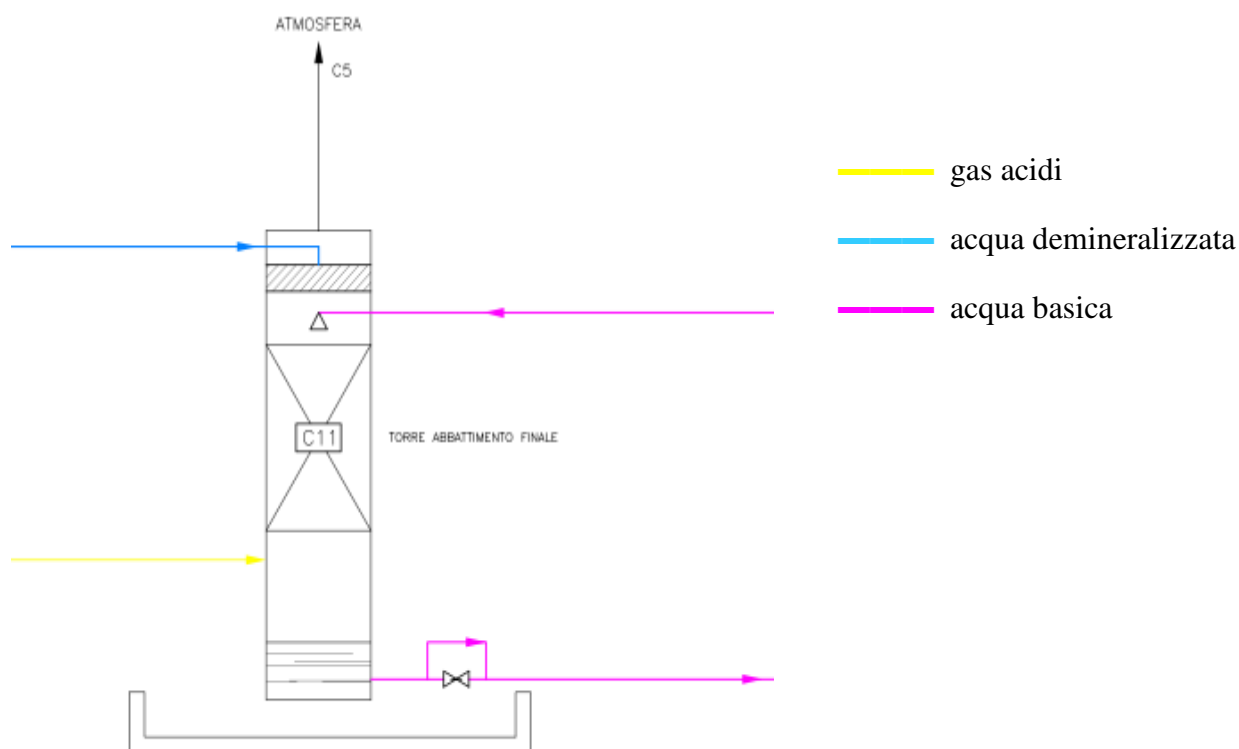 ATMOSFERA
C5
gas acidi
acqua demineralizzata
acqua basica
C11
TORRE ABBATTIMENTO FINALE